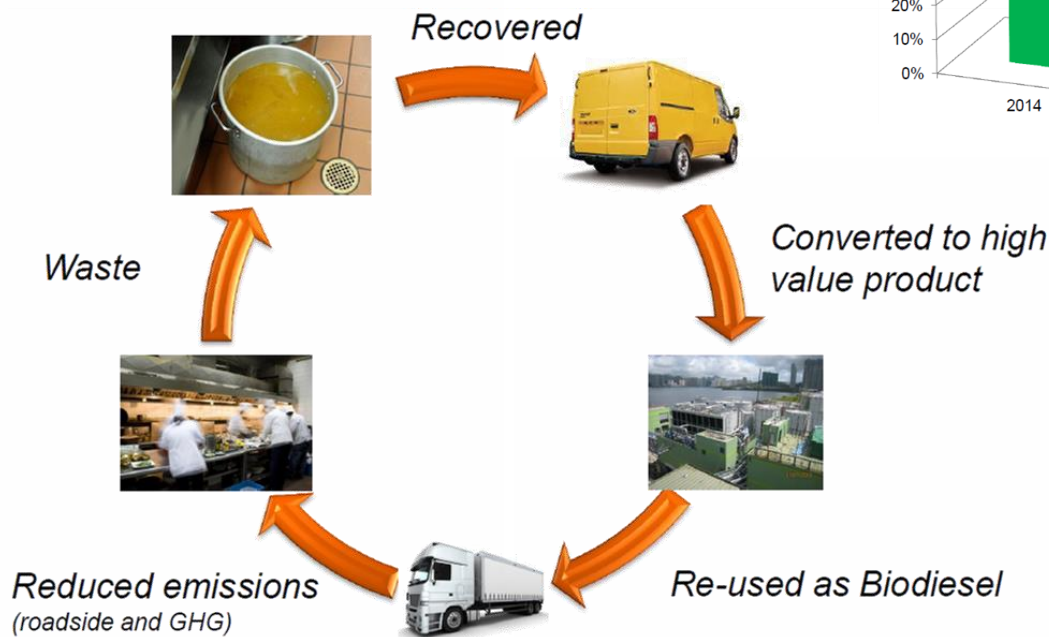 Recovered
20%
10%
0%
2014
Waste
Converted to high
value product
Reduced emissions
(roadside and GHG)
Re-used as Biodiesel